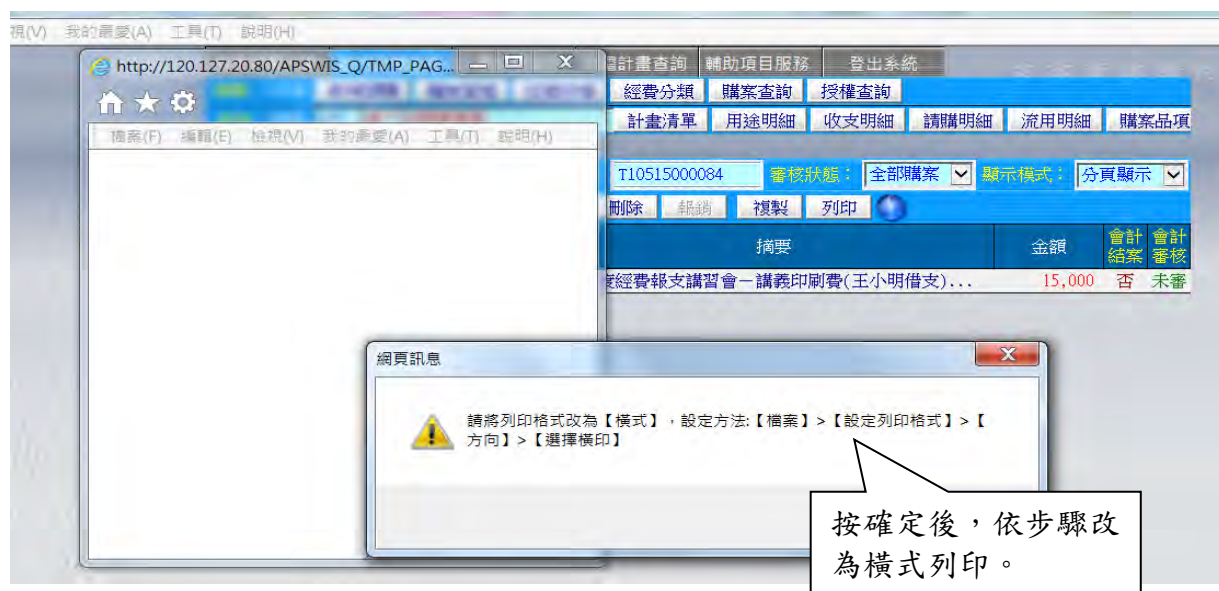 視(V) 我的最愛(A) 工具(T) 說明(H)
http://120.127.20.80/APSWIS_Q/TMP_PAG...
計畫查詢 輔助項目服務 登出系統
經費分類 購案查詢 授權查詢
檔案(F) 編輯(E) 檢視(V) 我的最愛(A) 工具(T) 說明(H)
計畫清單 用途明細 收支明細 請購明細 流用明細 購案品項
T10515000084 審核狀態： 全部購案 顯示模式： 分頁顯示
刪除 報銷 複製 列印
摘要 金額 會計結案 會計審核
度經費報支講習會－講義印刷費(王小明借支)... 15,000 否 未審
網頁訊息
請將列印格式改為【橫式】，設定方法:【檔案】>【設定列印格式】>【
方向】>【選擇橫印】
按確定後，依步驟改
為橫式列印。